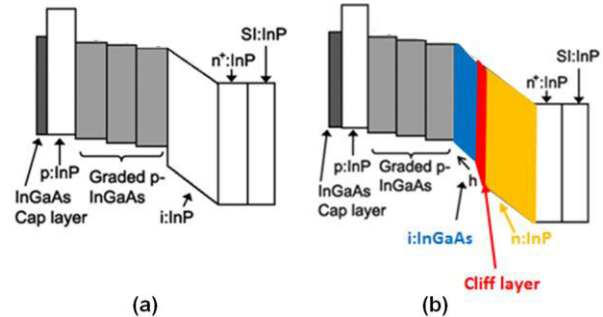 SI:InP
n⁺:InP
p:InP
Graded p-
InGaAs
InGaAs
Cap layer
i:InP
(a)
SI:InP
n⁺:InP
p:InP
Graded p-
InGaAs
h
InGaAs
Cap layer
i:InGaAs
n:InP
Cliff layer
(b)